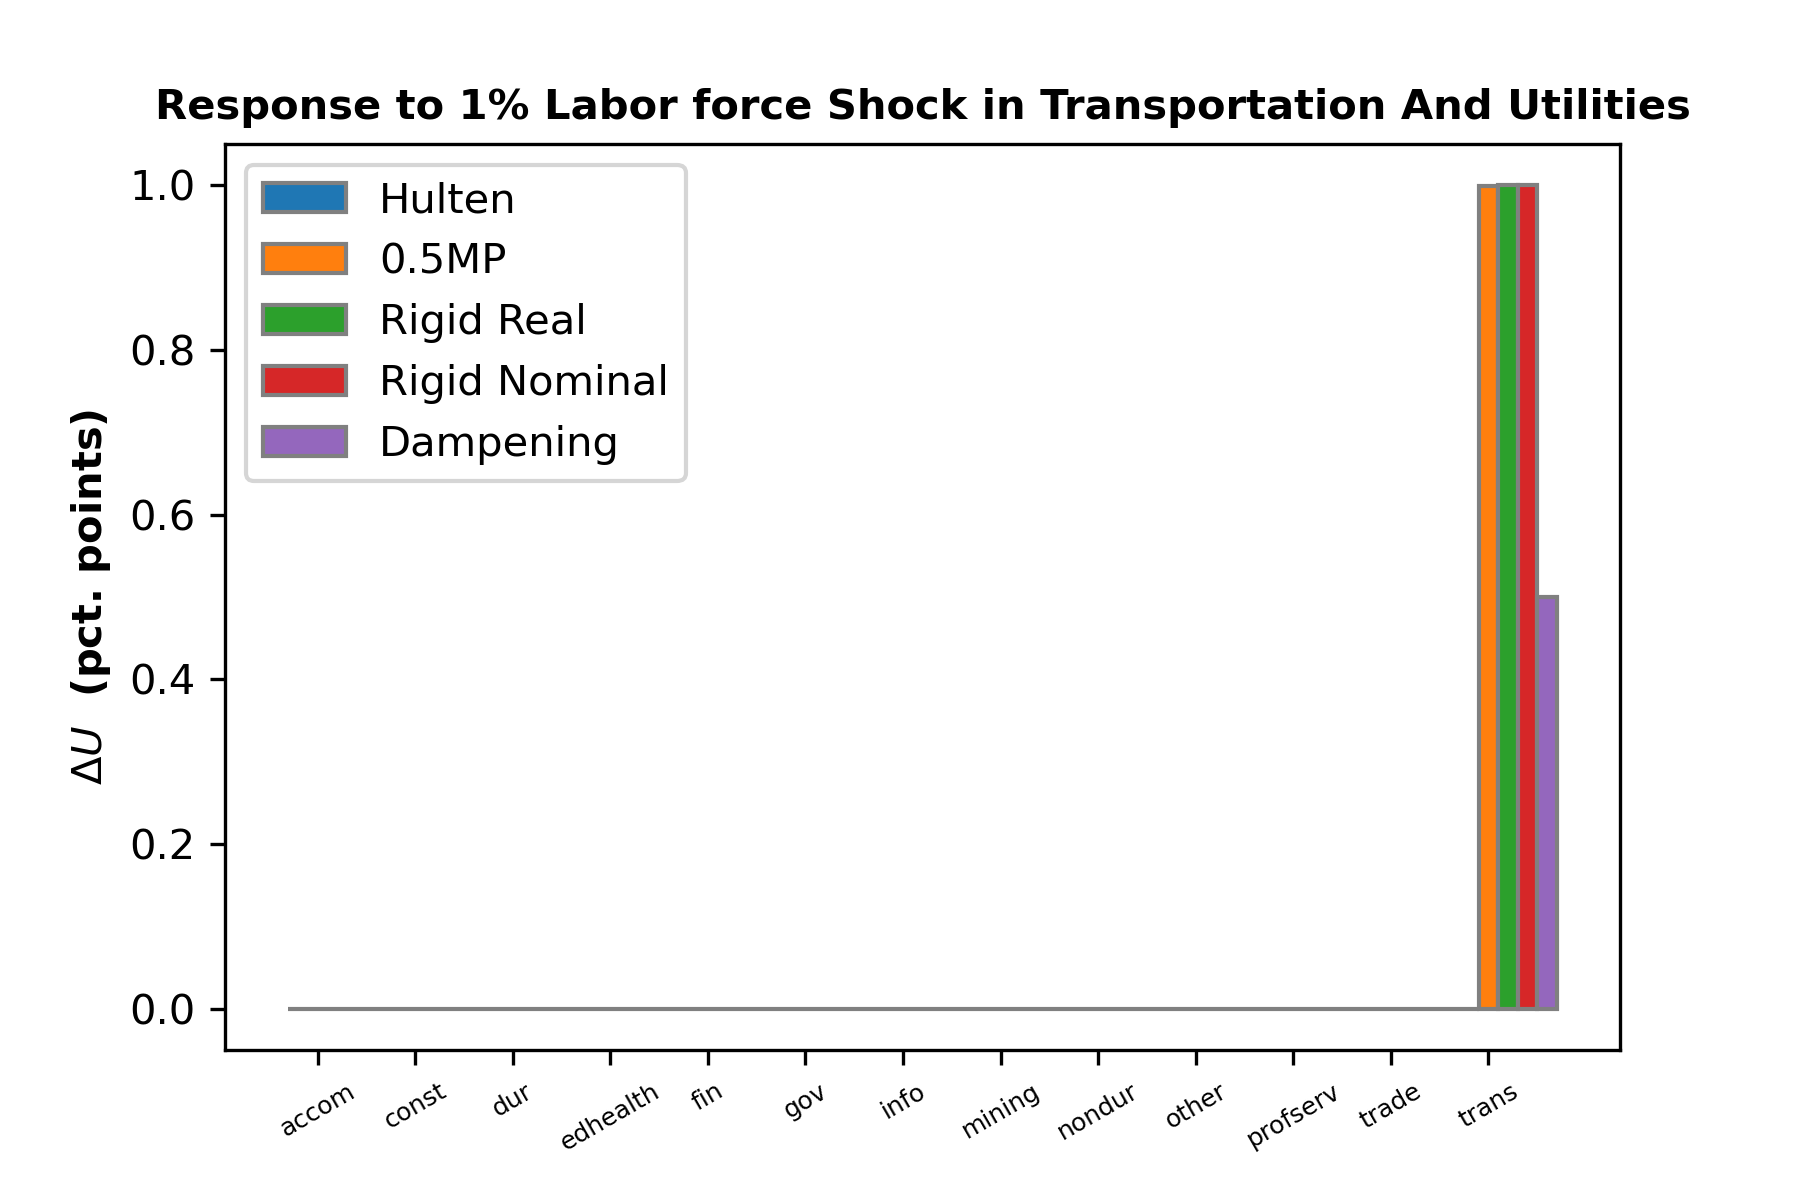 Response to 1% Labor force Shock in Transportation And Utilities
ΔU (pct. points)
1.0
0.8
0.6
0.4
0.2
0.0
Hulten
0.5MP
Rigid Real
Rigid Nominal
Dampening
accom const dur edhealth fin gov info mining nondur other profserv trade trans